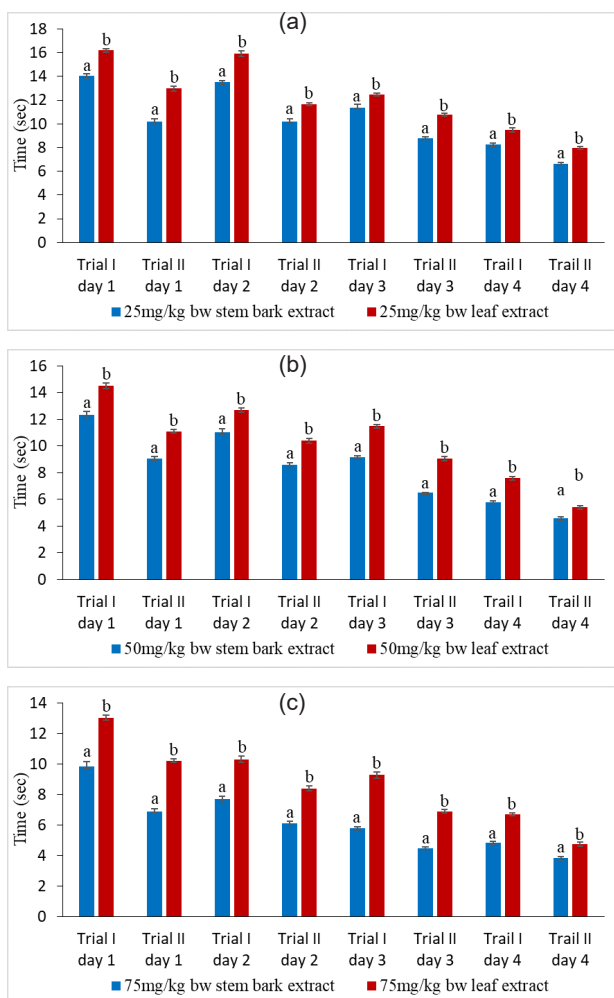 (a)
18
16
14
12
10
8
6
4
2
0
Time (sec)
a b a b a b a b a b a b a b a b
Trial I day 1
Trial II day 1
Trial I day 2
Trial II day 2
Trial I day 3
Trial II day 3
Trail I day 4
Trail II day 4
25mg/kg bw stem bark extract 25mg/kg bw leaf extract
(b)
16
14
12
10
8
6
4
2
0
Time (sec)
a b a b a b a b a b a b a b a b
Trial I day 1
Trial II day 1
Trial I day 2
Trial II day 2
Trial I day 3
Trial II day 3
Trail I day 4
Trail II day 4
50mg/kg bw stem bark extract 50mg/kg bw leaf extract
(c)
14
12
10
8
6
4
2
0
Time (sec)
a b a b a b a b a b a b a b a b
Trial I day 1
Trial II day 1
Trial I day 2
Trial II day 2
Trial I day 3
Trial II day 3
Trail I day 4
Trail II day 4
75mg/kg bw stem bark extract 75mg/kg bw leaf extract